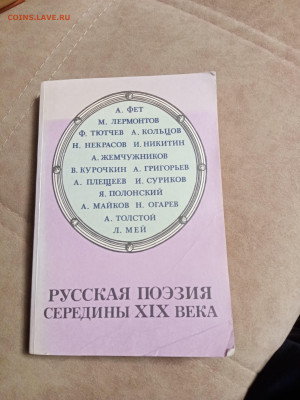 COINS.LAVE.RU
А. ФЕТ
М. ЛЕРМОНТОВ
Ф. ТЮТЧЕВ А. КОЛЬЦОВ
Н. НЕКРАСОВ И. НИКИТИН
А. ЖЕМЧУЖНИКОВ
В. КУРОЧКИН А. ГРИГОРЬЕВ
А. ПЛЕЩЕЕВ И. СУРИКОВ
Я. ПОЛОНСКИЙ
А. МАЙКОВ Н. ОГАРЕВ
А. ТОЛСТОЙ
Л. МЕЙ
РУССКАЯ ПОЭЗИЯ
СЕРЕДИНЫ XIX ВЕКА